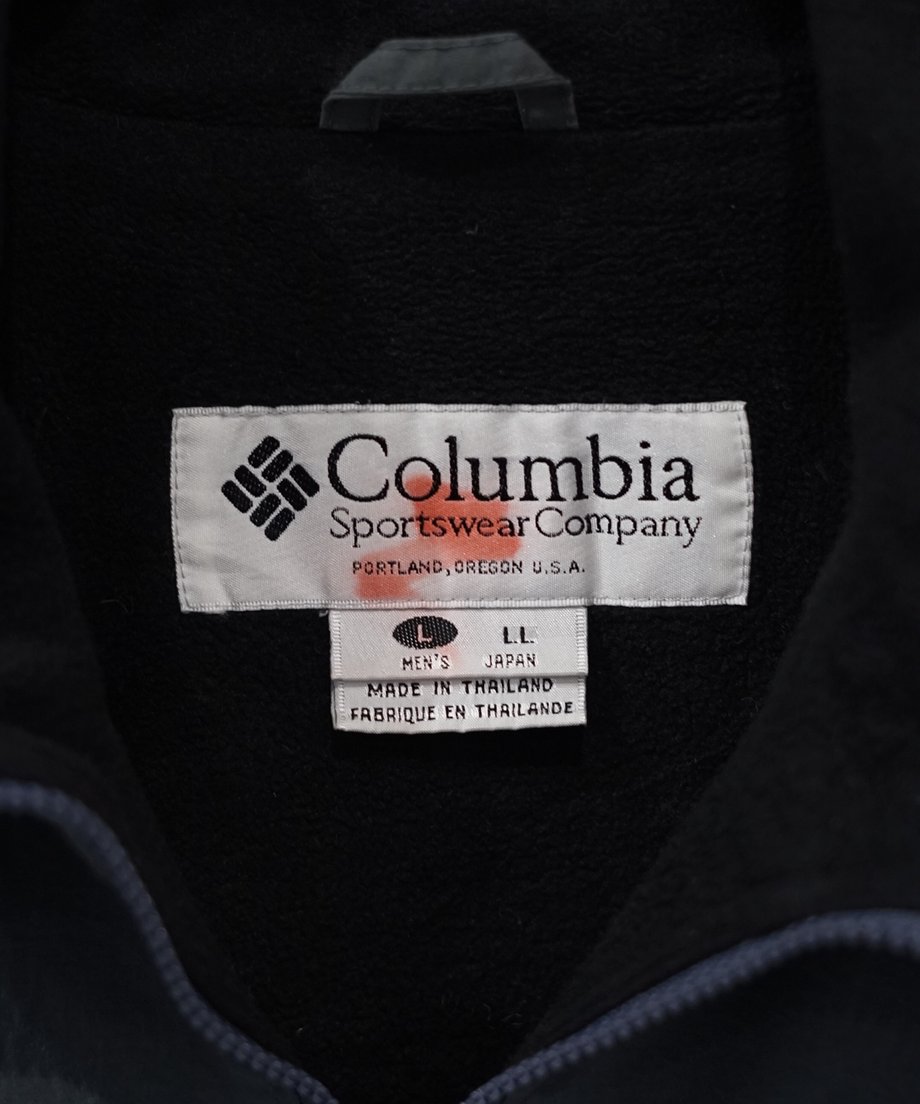 Columbia
Sportswear Company
PORTLAND, OREGON U.S.A.
L L.L.
MEN'S JAPAN
MADE IN THAILAND
FABRIQUE EN THAILANDE